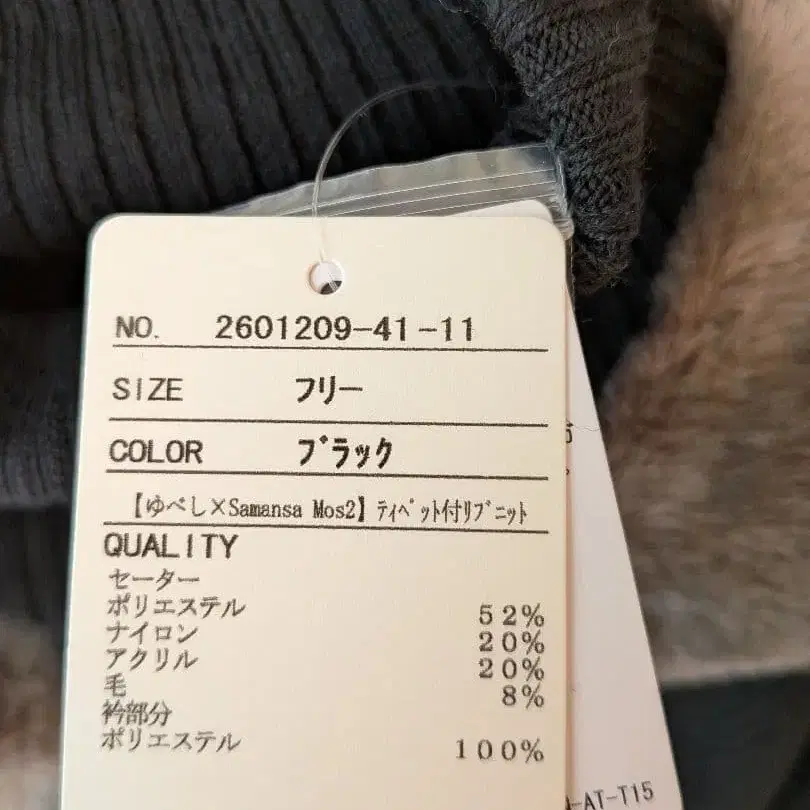 NO. 2601209-41-11
SIZE フリー
COLOR ブラック
【ゆべし×Samansa Mos2】ティペット付リブニット
QUALITY
セーター
ポリエステル 52%
ナイロン 20%
アクリル 20%
毛 8%
衿部分
ポリエステル 100%
-AT-T15